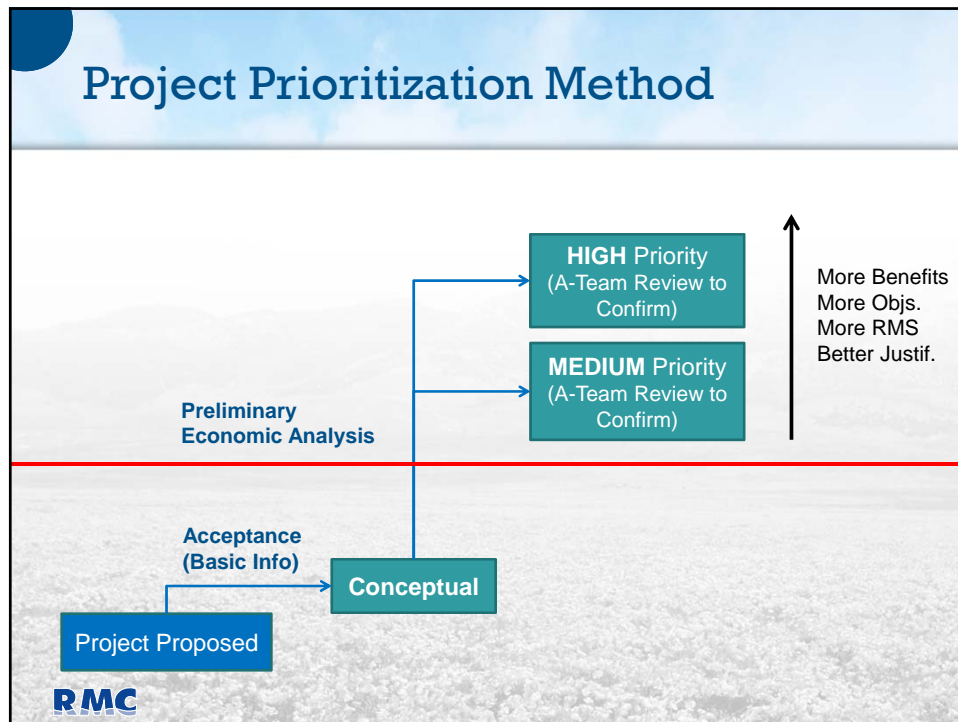 Project Prioritization Method
HIGH Priority
(A-Team Review to
Confirm)
More Benefits
More Objs.
More RMS
Better Justif.
MEDIUM Priority
(A-Team Review to
Confirm)
Preliminary
Economic Analysis
Acceptance
(Basic Info)
Conceptual
Project Proposed
RMC